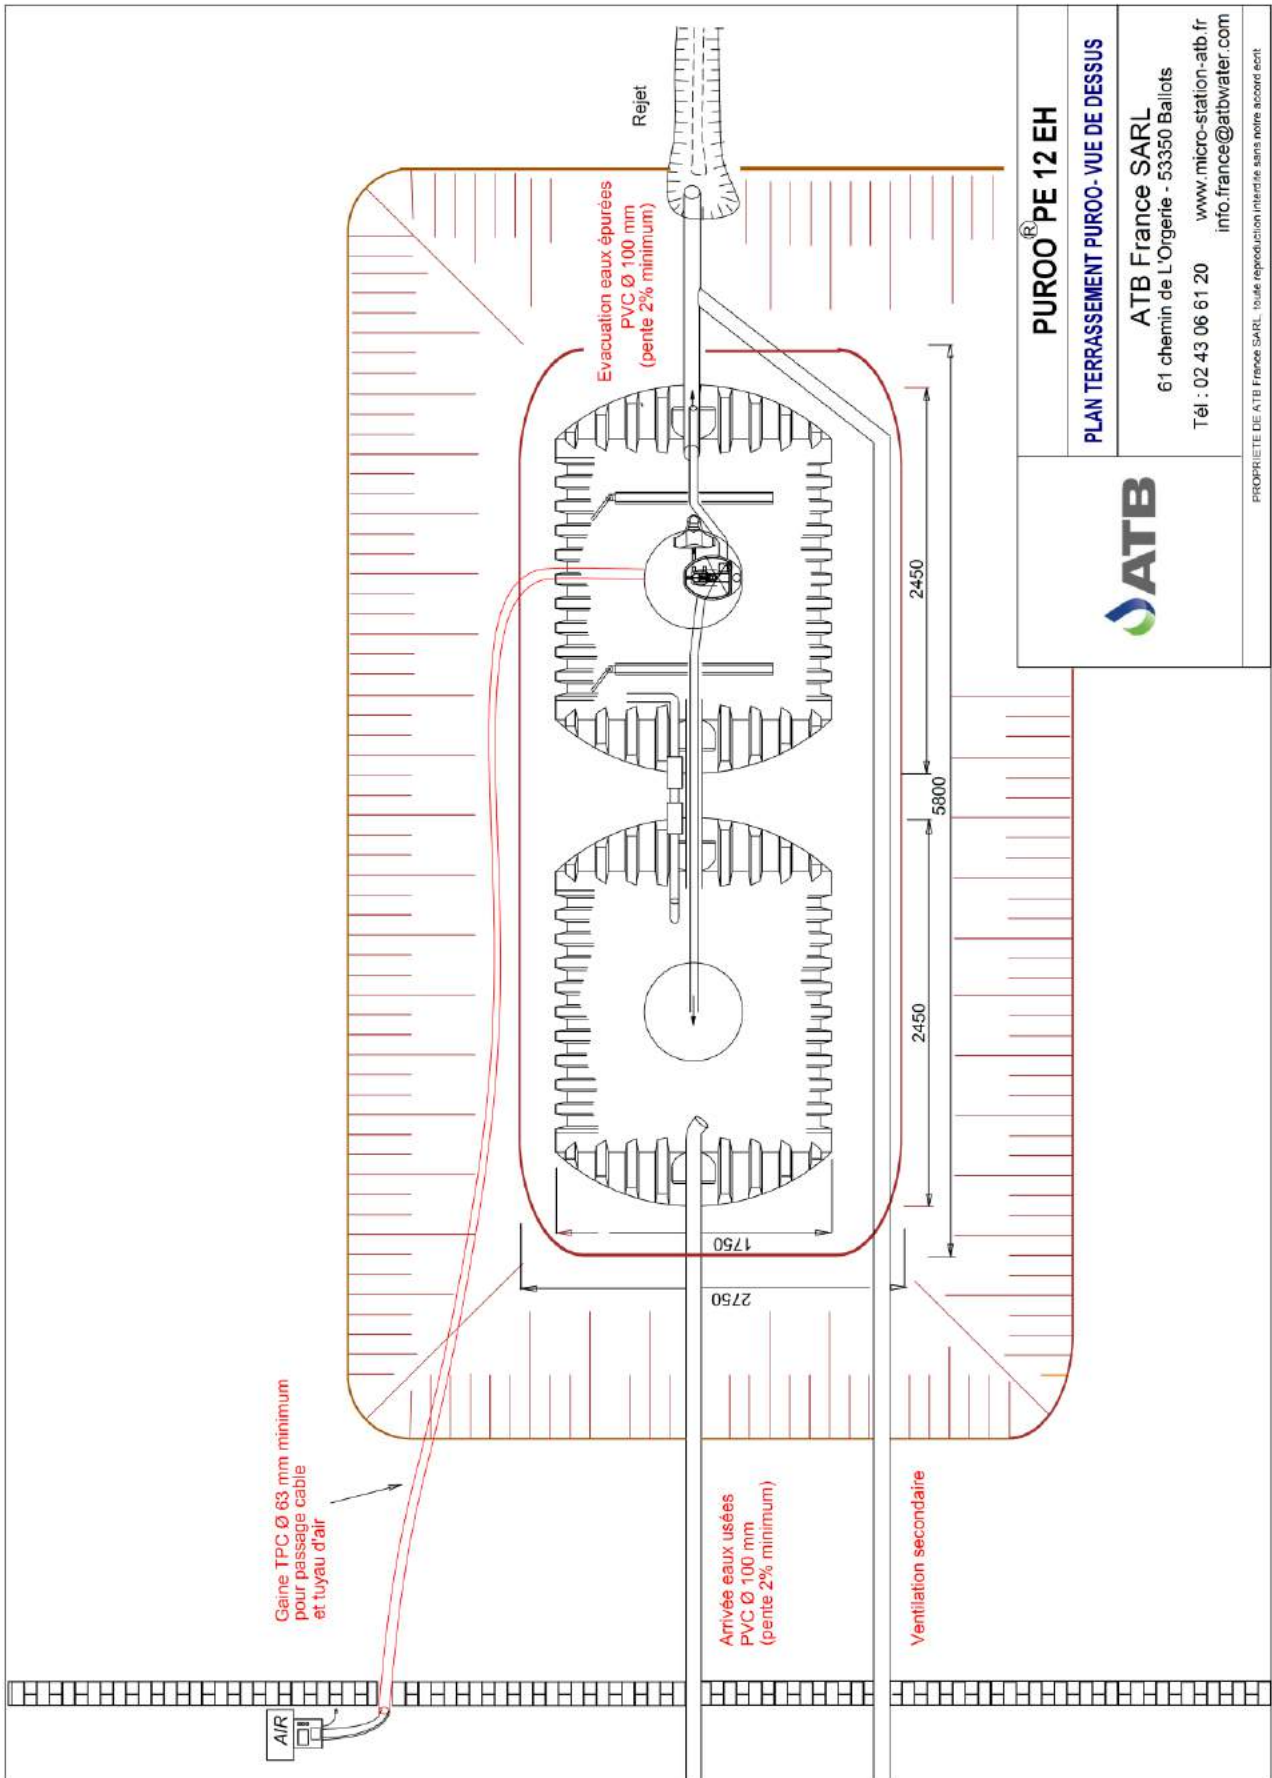 Gaine TPC Ø 63 mm minimum
pour passage cable
et tuyau d'air
AIR
Arrivée eaux usées
PVC Ø 100 mm
(pente 2% minimum)
Ventilation secondaire
Evacuation eaux épurées
PVC Ø 100 mm
(pente 2% minimum)
Rejet
1750
2750
2450
2450
5800
ATB
PUROO® PE 12 EH
PLAN TERRASSEMENT PUROO- VUE DE DESSUS
ATB France SARL
61 chemin de L'Orgerie - 53350 Ballots
Tél : 02 43 06 61 20 www.micro-station-atb.fr
info.france@atbwater.com
PROPRIETE DE ATB France SARL, toute reproduction interdite sans notre accord ecrit